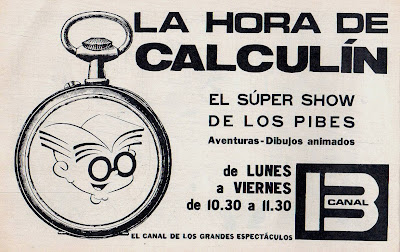 LA HORA DE
CALCULÍN
EL SÚPER SHOW
DE LOS PIBES
Aventuras-Dibujos animados
de LUNES
a VIERNES
de 10.30 a 11.30
13
CANAL
EL CANAL DE LOS GRANDES ESPECTÁCULOS